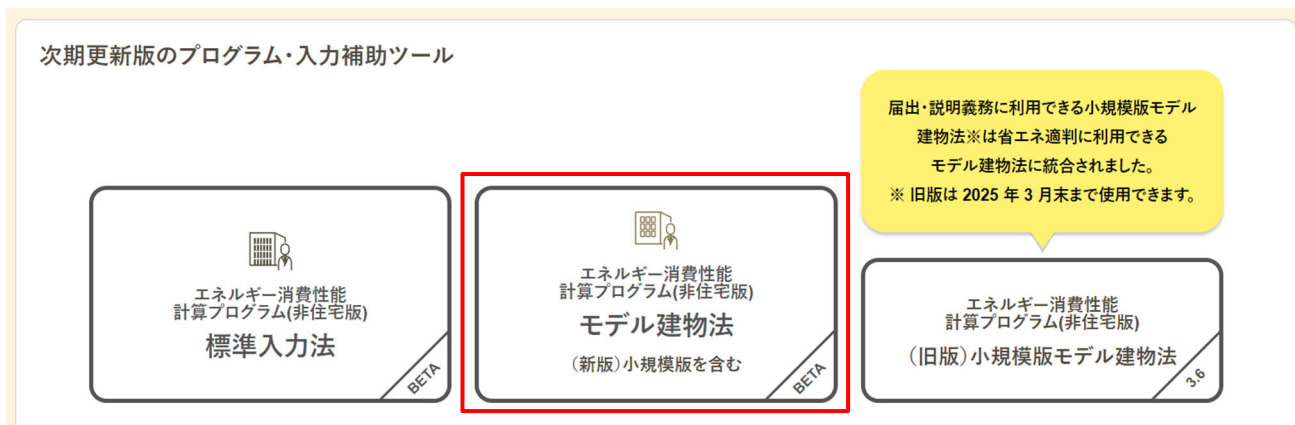 次期更新版のプログラム・入力補助ツール
届出・説明義務に利用できる小規模版モデル
建物法※は省エネ適判に利用できる
モデル建物法に統合されました。
※ 旧版は 2025 年 3 月末まで使用できます。
エネルギー消費性能
計算プログラム(非住宅版)
標準入力法
BETA
エネルギー消費性能
計算プログラム(非住宅版)
モデル建物法
(新版)小規模版を含む
BETA
エネルギー消費性能
計算プログラム(非住宅版)
(旧版)小規模版モデル建物法
3.6